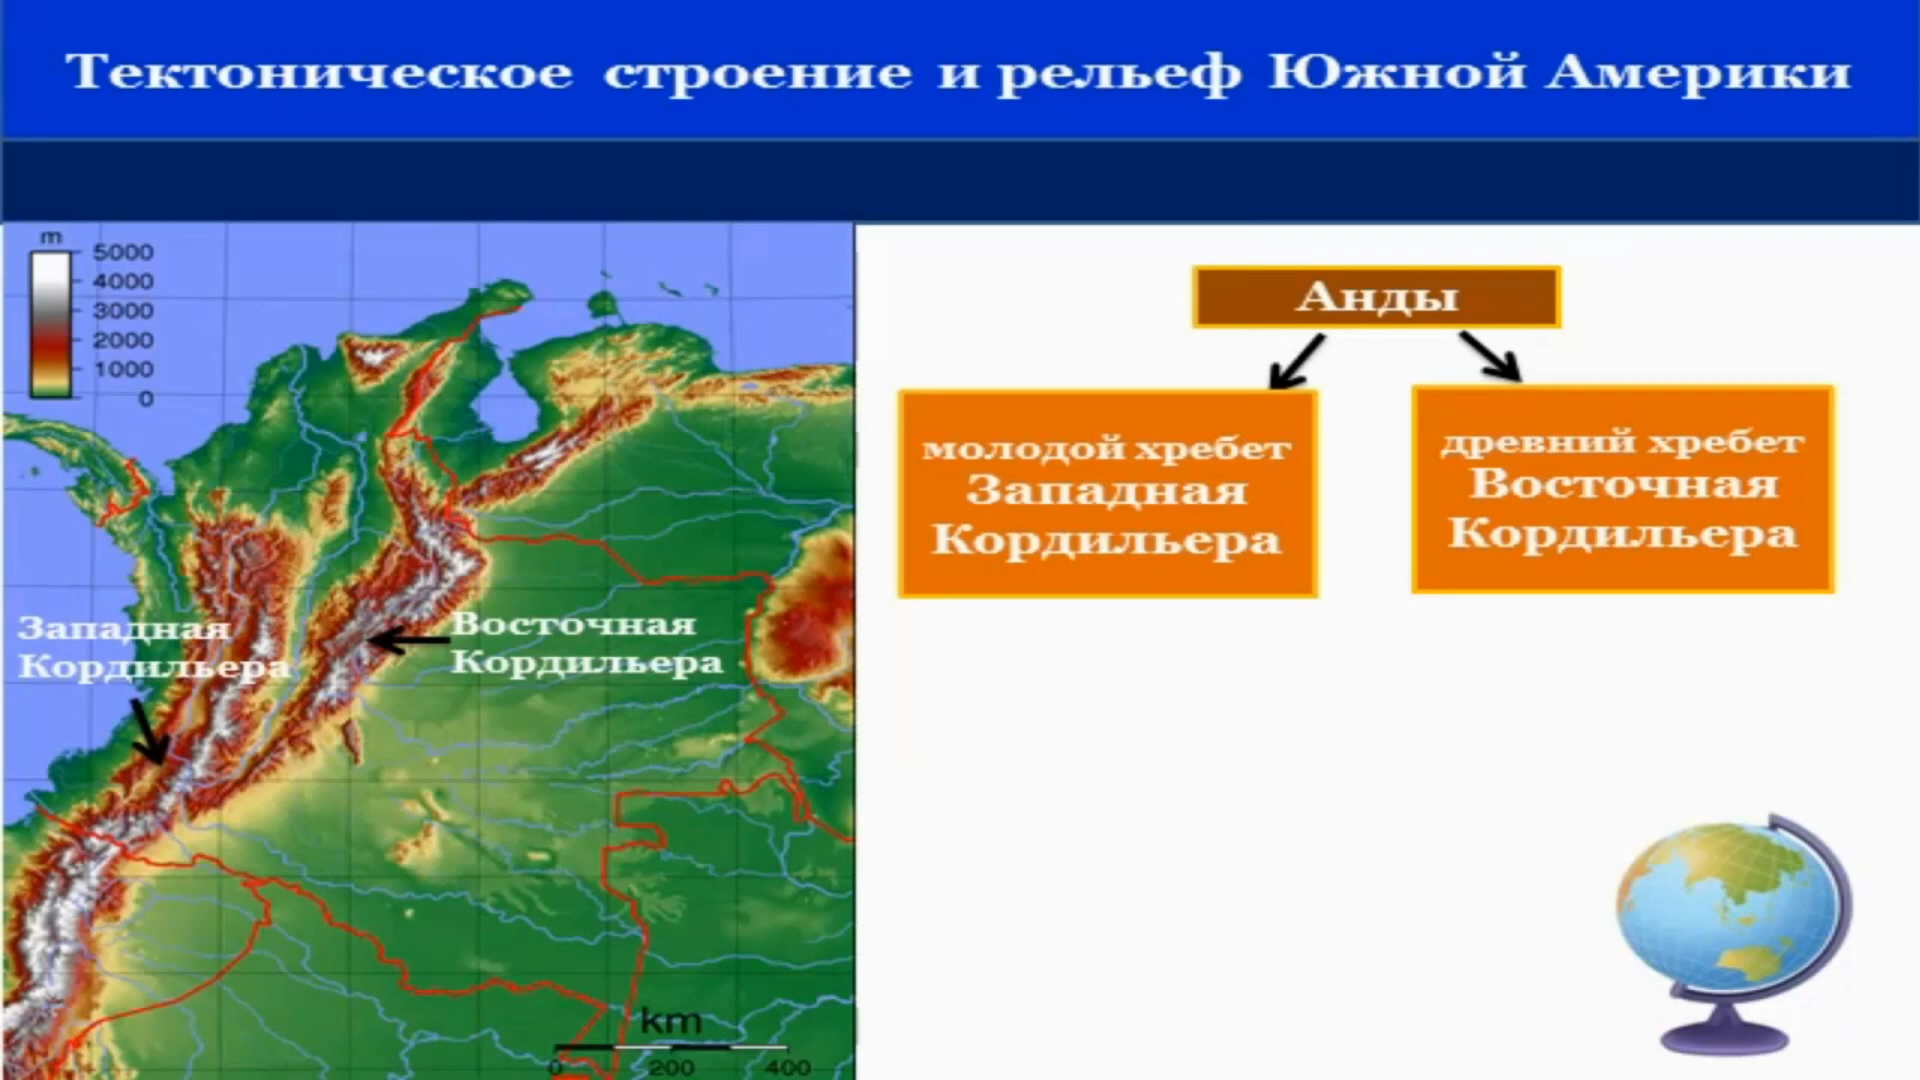 Тектоническое строение и рельеф Южной Америки
m
5000
4000
3000
2000
1000
0
Западная
Кордильера
Восточная
Кордильера
km
0 200 400
Анды
молодой хребет
Западная
Кордильера
древний хребет
Восточная
Кордильера